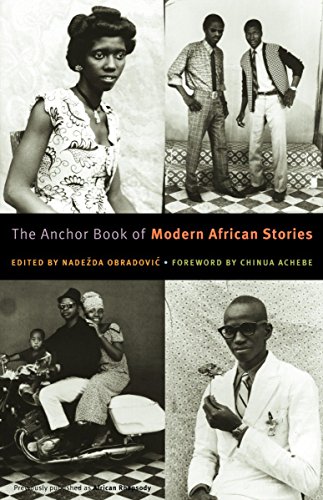 The Anchor Book of Modern African Stories
EDITED BY NADEŽDA OBRADOVIĆ • FOREWORD BY CHINUA ACHEBE
Previously published as African Rhapsody